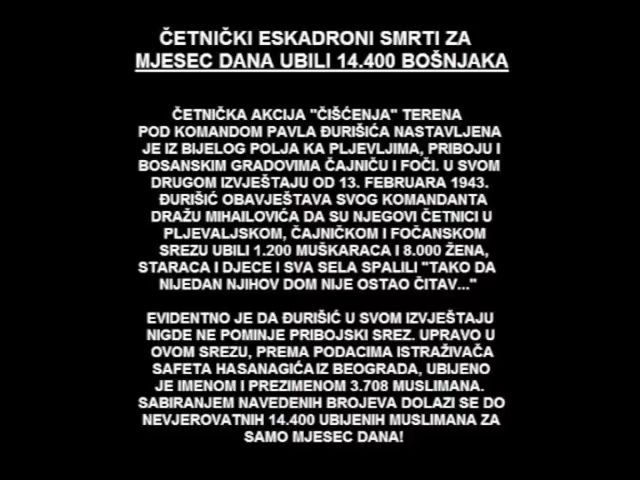 ČETNIČKI ESKADRONI SMRTI ZA
MJESEC DANA UBILI 14.400 BOŠNJAKA
ČETNIČKA AKCIJA "ČIŠĆENJA" TERENA
POD KOMANDOM PAVLA ĐURIŠIĆA NASTAVLJENA
JE IZ BIJELOG POLJA KA PLJEVLJIMA, PRIBOJU I
BOSANSKIM GRADOVIMA ČAJNIČU I FOČI. U SVOM
DRUGOM IZVJEŠTAJU OD 13. FEBRUARA 1943.
ĐURIŠIĆ OBAVJEŠTAVA SVOG KOMANDANTA
DRAŽU MIHAILOVIĆA DA SU NJEGOVI ČETNICI U
PLJEVALJSKOM, ČAJNIČKOM I FOČANSKOM
SREZU UBILI 1.200 MUŠKARACA I 8.000 ŽENA,
STARACA I DJECE I SVA SELA SPALILI "TAKO DA
NIJEDAN NJIHOV DOM NIJE OSTAO ČITAV..."
EVIDENTNO JE DA ĐURIŠIĆ U SVOM IZVJEŠTAJU
NIGDE NE POMINJE PRIBOJSKI SREZ. UPRAVO U
OVOM SREZU, PREMA PODACIMA ISTRAŽIVAČA
SAFETA HASANAGIĆA IZ BEOGRADA, UBIJENO
JE IMENOM I PREZIMENOM 3.708 MUSLIMANA.
SABIRANJEM NAVEDENIH BROJEVA DOLAZI SE DO
NEVJEROVATNIH 14.400 UBIJENIH MUSLIMANA ZA
SAMO MJESEC DANA!